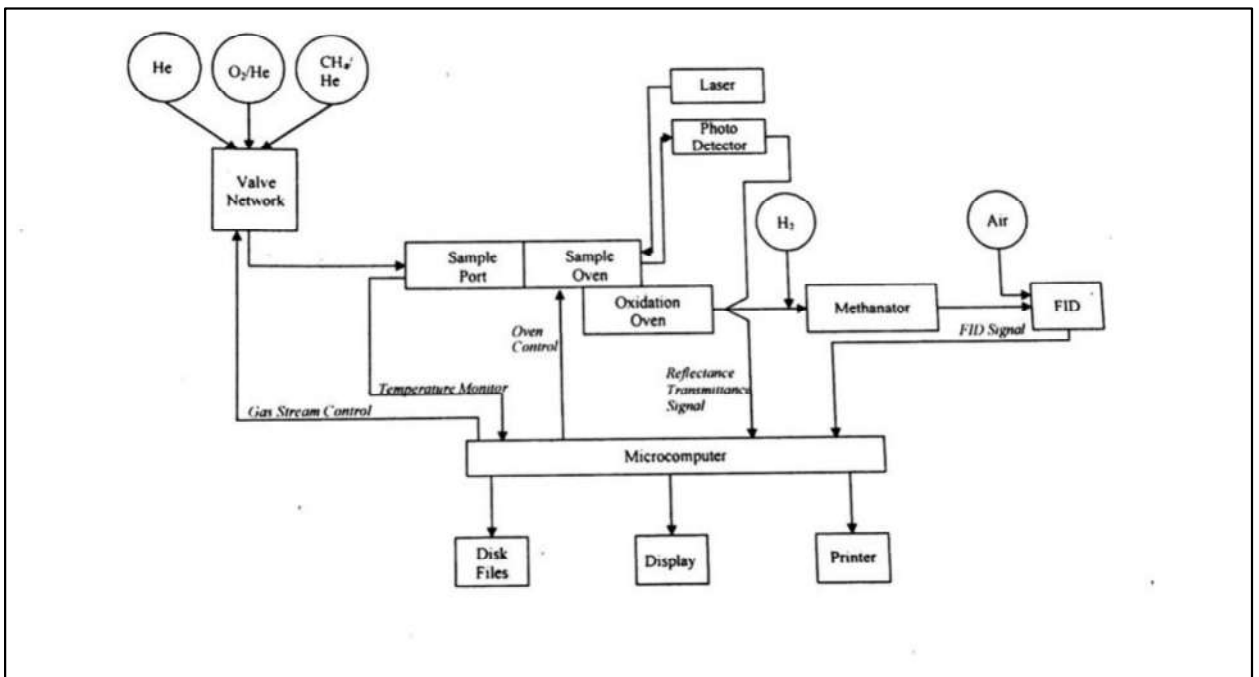 He
O₂/He
CH₄/
He
Laser
Photo
Detector
Valve
Network
H₂
Air
Sample
Port
Sample
Oven
Oxidation
Oven
Methanator
FID
FID Signal
Oven
Control
Temperature Monitor
Gas Stream Control
Reflectance
Transmittance
Signal
Microcomputer
Disk
Files
Display
Printer